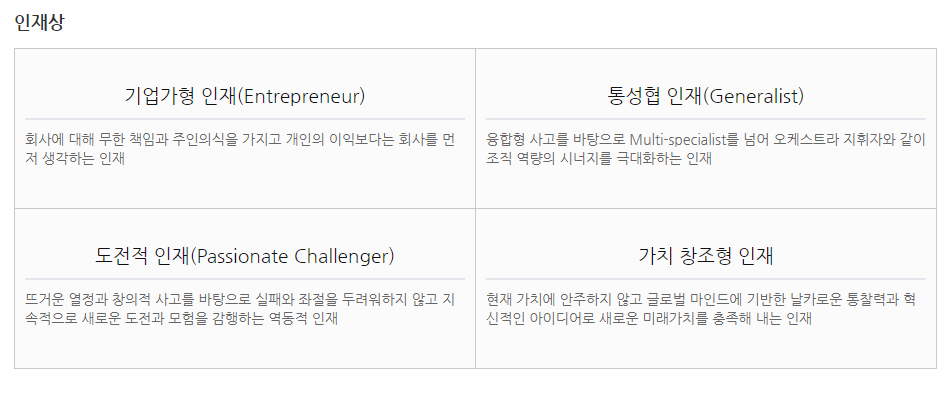 인재상
기업가형 인재(Entrepreneur)
회사에 대해 무한 책임과 주인의식을 가지고 개인의 이익보다는 회사를 먼
저 생각하는 인재
통성협 인재(Generalist)
융합형 사고를 바탕으로 Multi-specialist를 넘어 오케스트라 지휘자와 같이
조직 역량의 시너지를 극대화하는 인재
도전적 인재(Passionate Challenger)
뜨거운 열정과 창의적 사고를 바탕으로 실패와 좌절을 두려워하지 않고 지
속적으로 새로운 도전과 모험을 감행하는 역동적 인재
가치 창조형 인재
현재 가치에 안주하지 않고 글로벌 마인드에 기반한 날카로운 통찰력과 혁
신적인 아이디어로 새로운 미래가치를 충족해 내는 인재